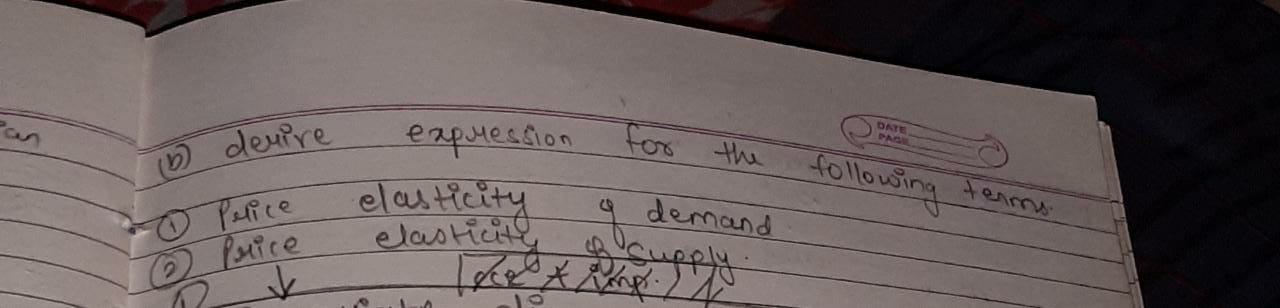 an
DATE
PAGE
(b) derive expression for the following terms.
① Price elasticity of demand
② Price elasticity of Supply.
①